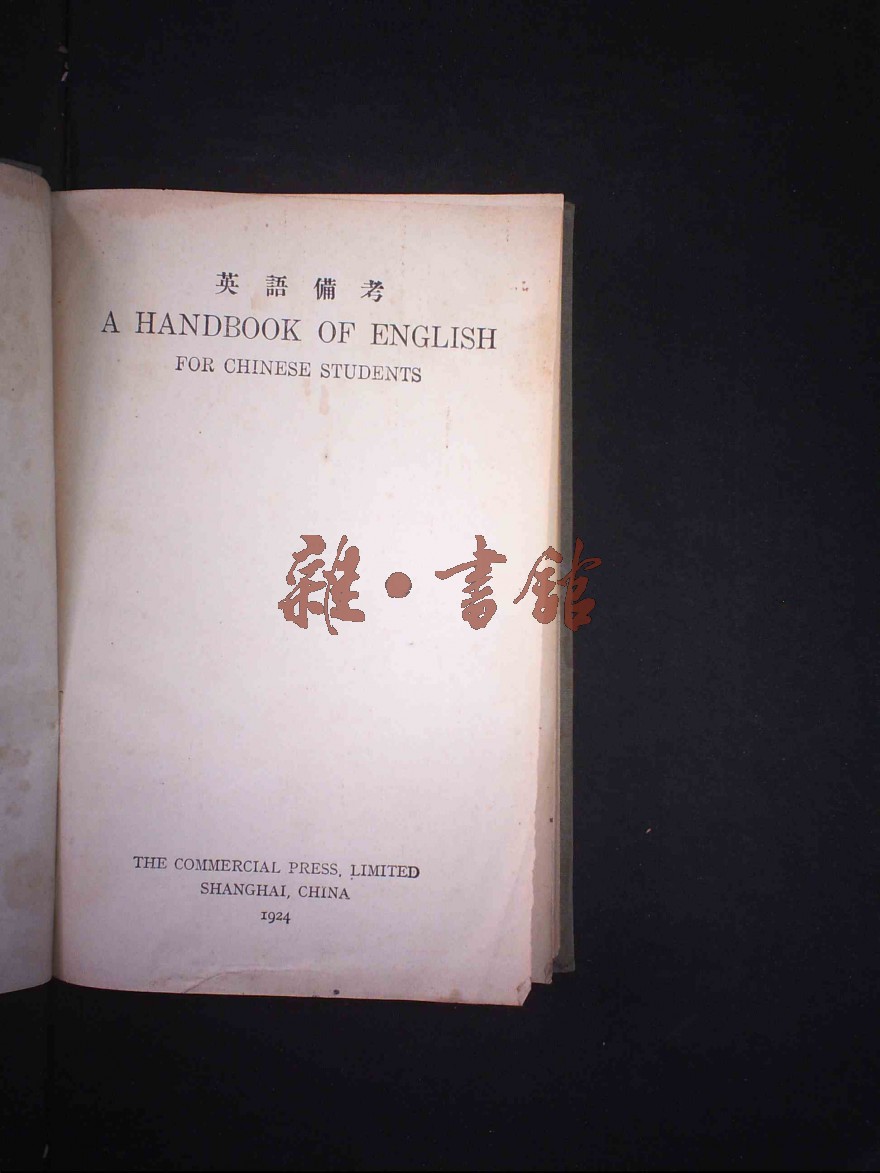 英語備考
A HANDBOOK OF ENGLISH
FOR CHINESE STUDENTS
雜·書館
THE COMMERCIAL PRESS, LIMITED
SHANGHAI, CHINA
1924